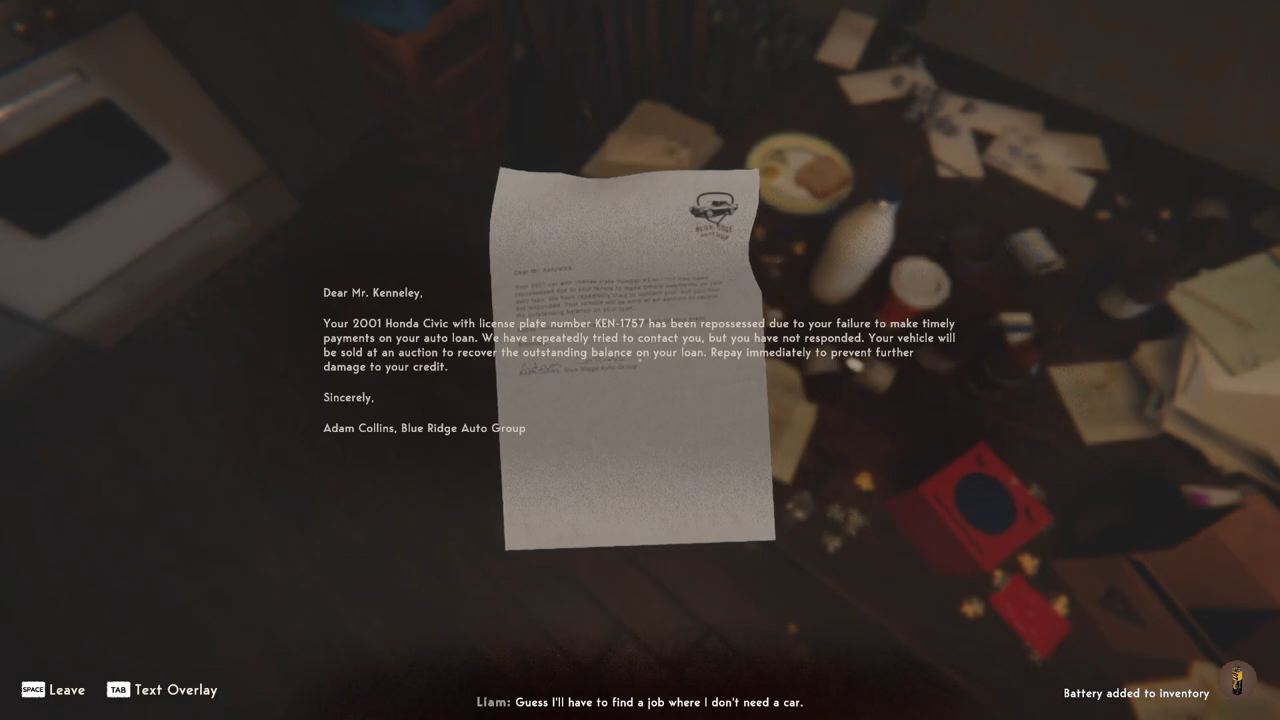 Dear Mr. Kenneley,
Your 2001 Honda Civic with license plate number KEN-1757 has been repossessed due to your failure to make timely
payments on your auto loan. We have repeatedly tried to contact you, but you have not responded. Your vehicle will
be sold at an auction to recover the outstanding balance on your loan. Repay immediately to prevent further
damage to your credit.
Sincerely,
Adam Collins, Blue Ridge Auto Group
SPACE Leave
TAB Text Overlay
Liam: Guess I'll have to find a job where I don't need a car.
Battery added to inventory